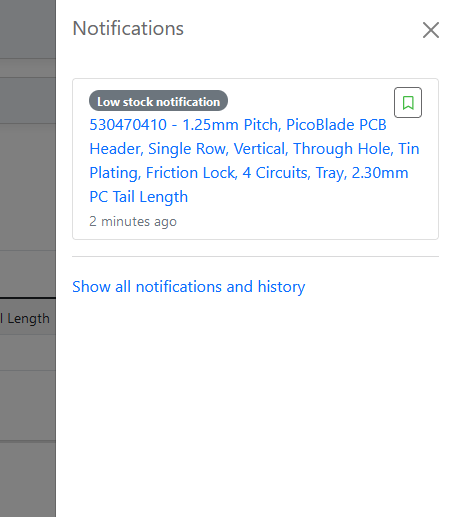 Notifications
Low stock notification
530470410 - 1.25mm Pitch, PicoBlade PCB
Header, Single Row, Vertical, Through Hole, Tin
Plating, Friction Lock, 4 Circuits, Tray, 2.30mm
PC Tail Length
2 minutes ago
Show all notifications and history
l Length